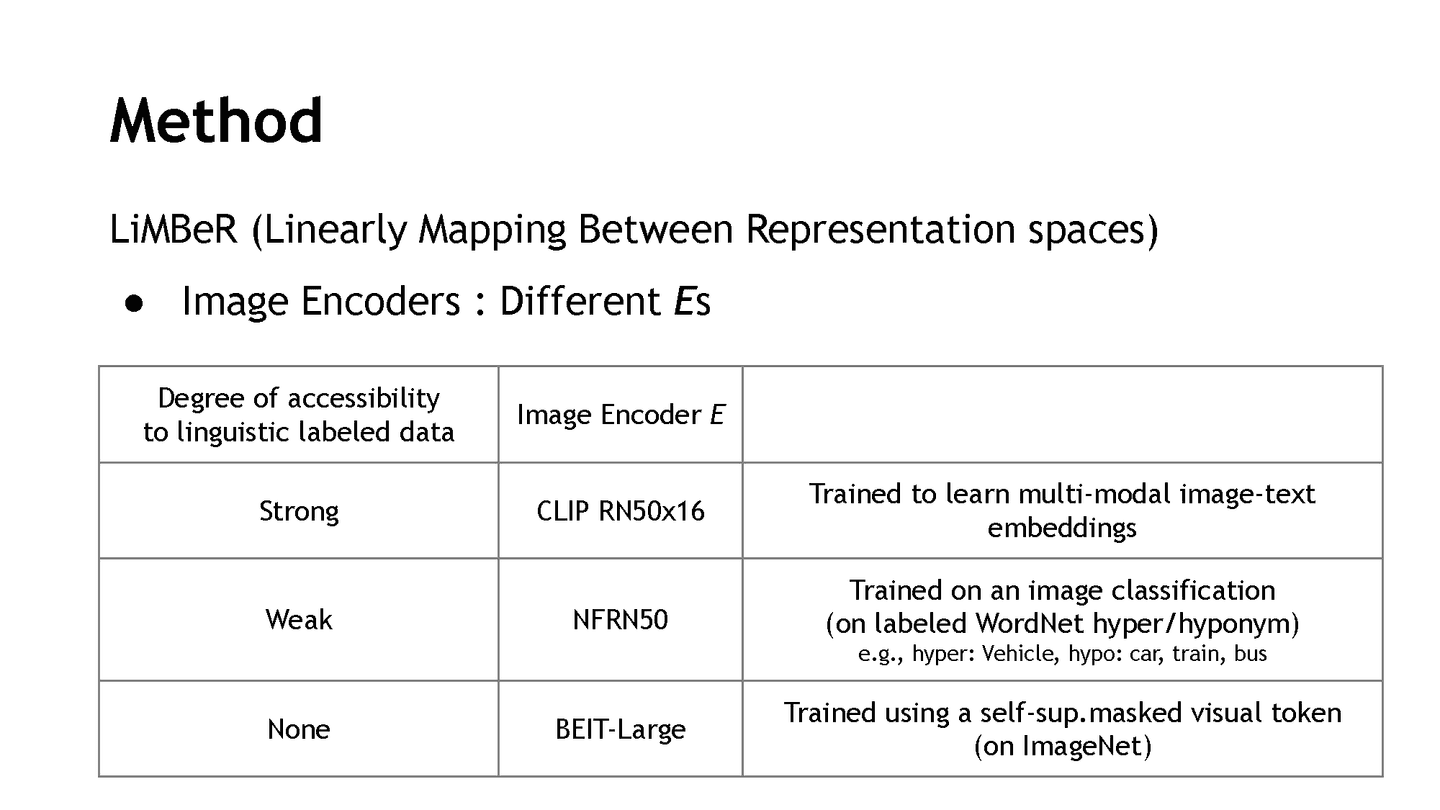 Method
LiMBeR (Linearly Mapping Between Representation spaces)
● Image Encoders : Different Es
Degree of accessibility
to linguistic labeled data
Image Encoder E
Strong
CLIP RN50x16
Trained to learn multi-modal image-text
embeddings
Weak
NFRN50
Trained on an image classification
(on labeled WordNet hyper/hyponym)
e.g., hyper: Vehicle, hypo: car, train, bus
None
BEIT-Large
Trained using a self-sup.masked visual token
(on ImageNet)